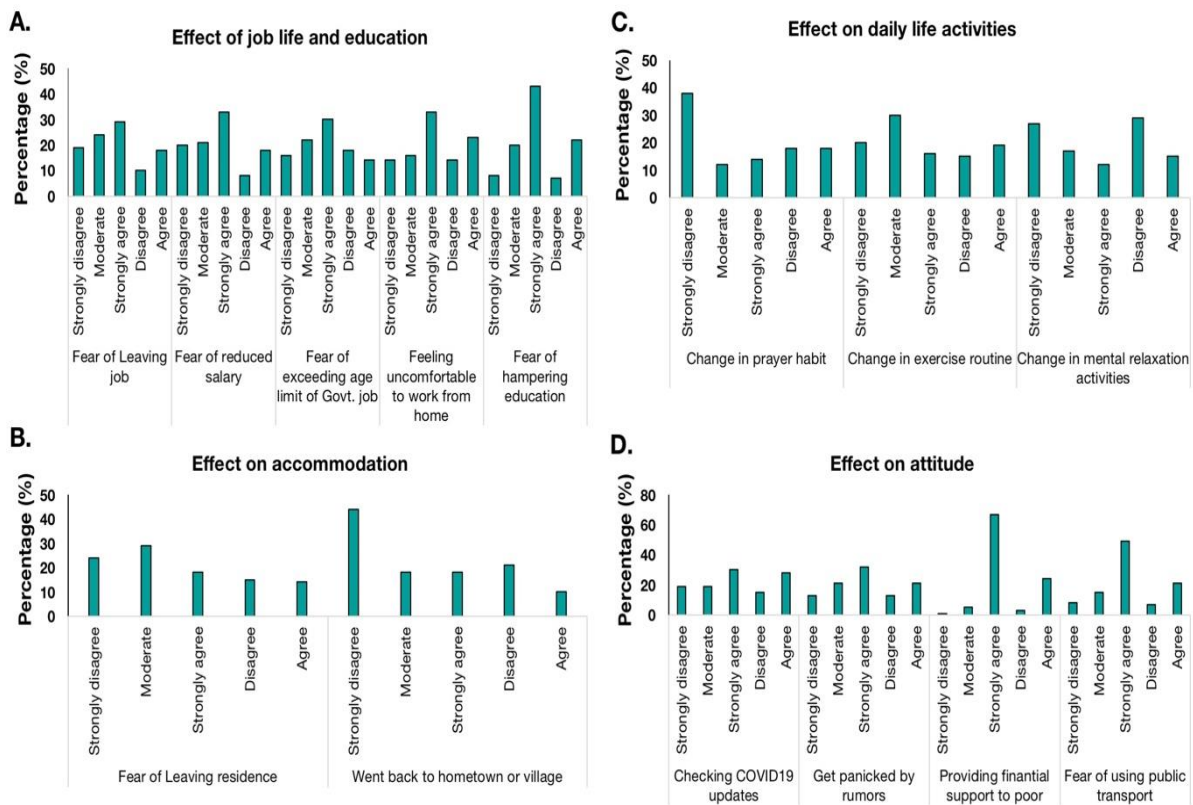 A.
Effect of job life and education
Percentage (%)
50
40
30
20
10
0
Strongly disagree
Moderate
Strongly agree
Disagree
Agree
Strongly disagree
Moderate
Strongly agree
Disagree
Agree
Strongly disagree
Moderate
Strongly agree
Disagree
Agree
Strongly disagree
Moderate
Strongly agree
Disagree
Agree
Strongly disagree
Moderate
Strongly agree
Disagree
Agree
Fear of Leaving
job
Fear of reduced
salary
Fear of
exceeding age
limit of Govt. job
Feeling
uncomfortable
to work from
home
Fear of
hampering
education
B.
Effect on accommodation
Percentage (%)
50
40
30
20
10
0
Strongly disagree
Moderate
Strongly agree
Disagree
Agree
Strongly disagree
Moderate
Strongly agree
Disagree
Agree
Fear of Leaving residence
Went back to hometown or village
C.
Effect on daily life activities
Percentage (%)
50
40
30
20
10
0
Strongly disagree
Moderate
Strongly agree
Disagree
Agree
Strongly disagree
Moderate
Strongly agree
Disagree
Agree
Strongly disagree
Moderate
Strongly agree
Disagree
Agree
Change in prayer habit
Change in exercise routine
Change in mental relaxation
activities
D.
Effect on attitude
Percentage (%)
80
60
40
20
0
Strongly disagree
Moderate
Strongly agree
Disagree
Agree
Strongly disagree
Moderate
Strongly agree
Disagree
Agree
Strongly disagree
Moderate
Strongly agree
Disagree
Agree
Strongly disagree
Moderate
Strongly agree
Disagree
Agree
Checking COVID19
updates
Get panicked by
rumors
Providing finantial
support to poor
Fear of using public
transport